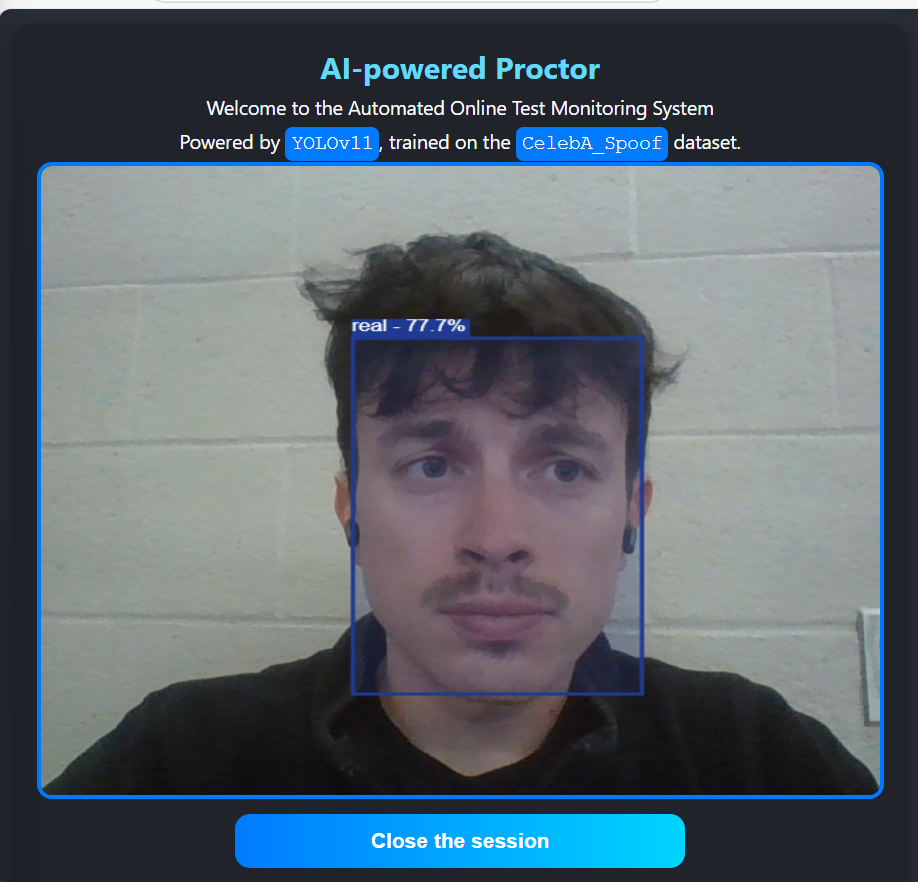 AI-powered Proctor
Welcome to the Automated Online Test Monitoring System
Powered by YOLOv11, trained on the CelebA_Spoof dataset.
real - 77.7%
Close the session